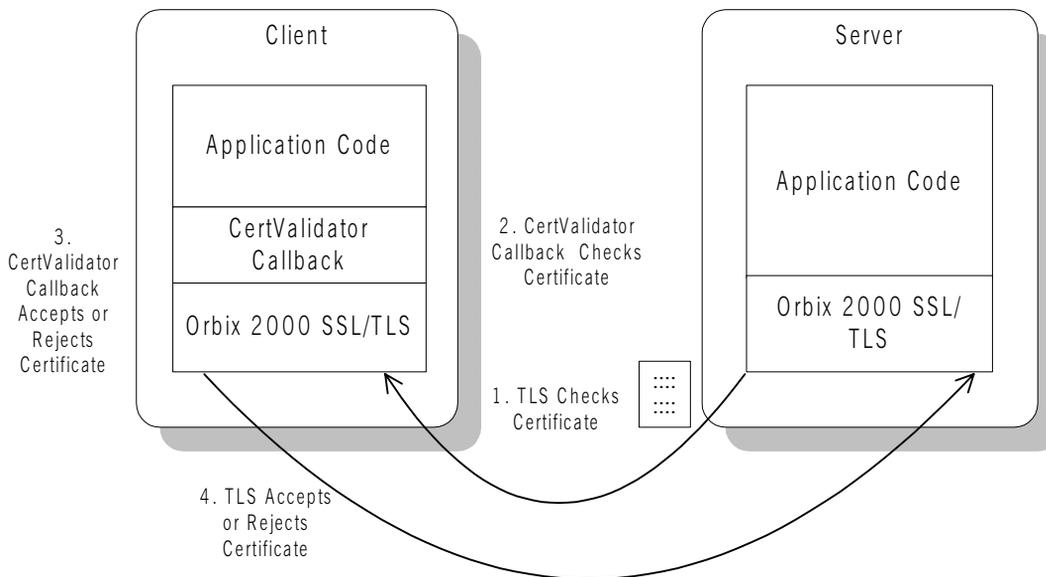 Client
Application Code
CertValidator
Callback
Orbix 2000 SSL/TLS
3.
CertValidator
Callback
Accepts or
Rejects
Certificate
2. CertValidator
Callback Checks
Certificate
1. TLS Checks
Certificate
4. TLS Accepts
or Rejects
Certificate
Server
Application Code
Orbix 2000 SSL/
TLS